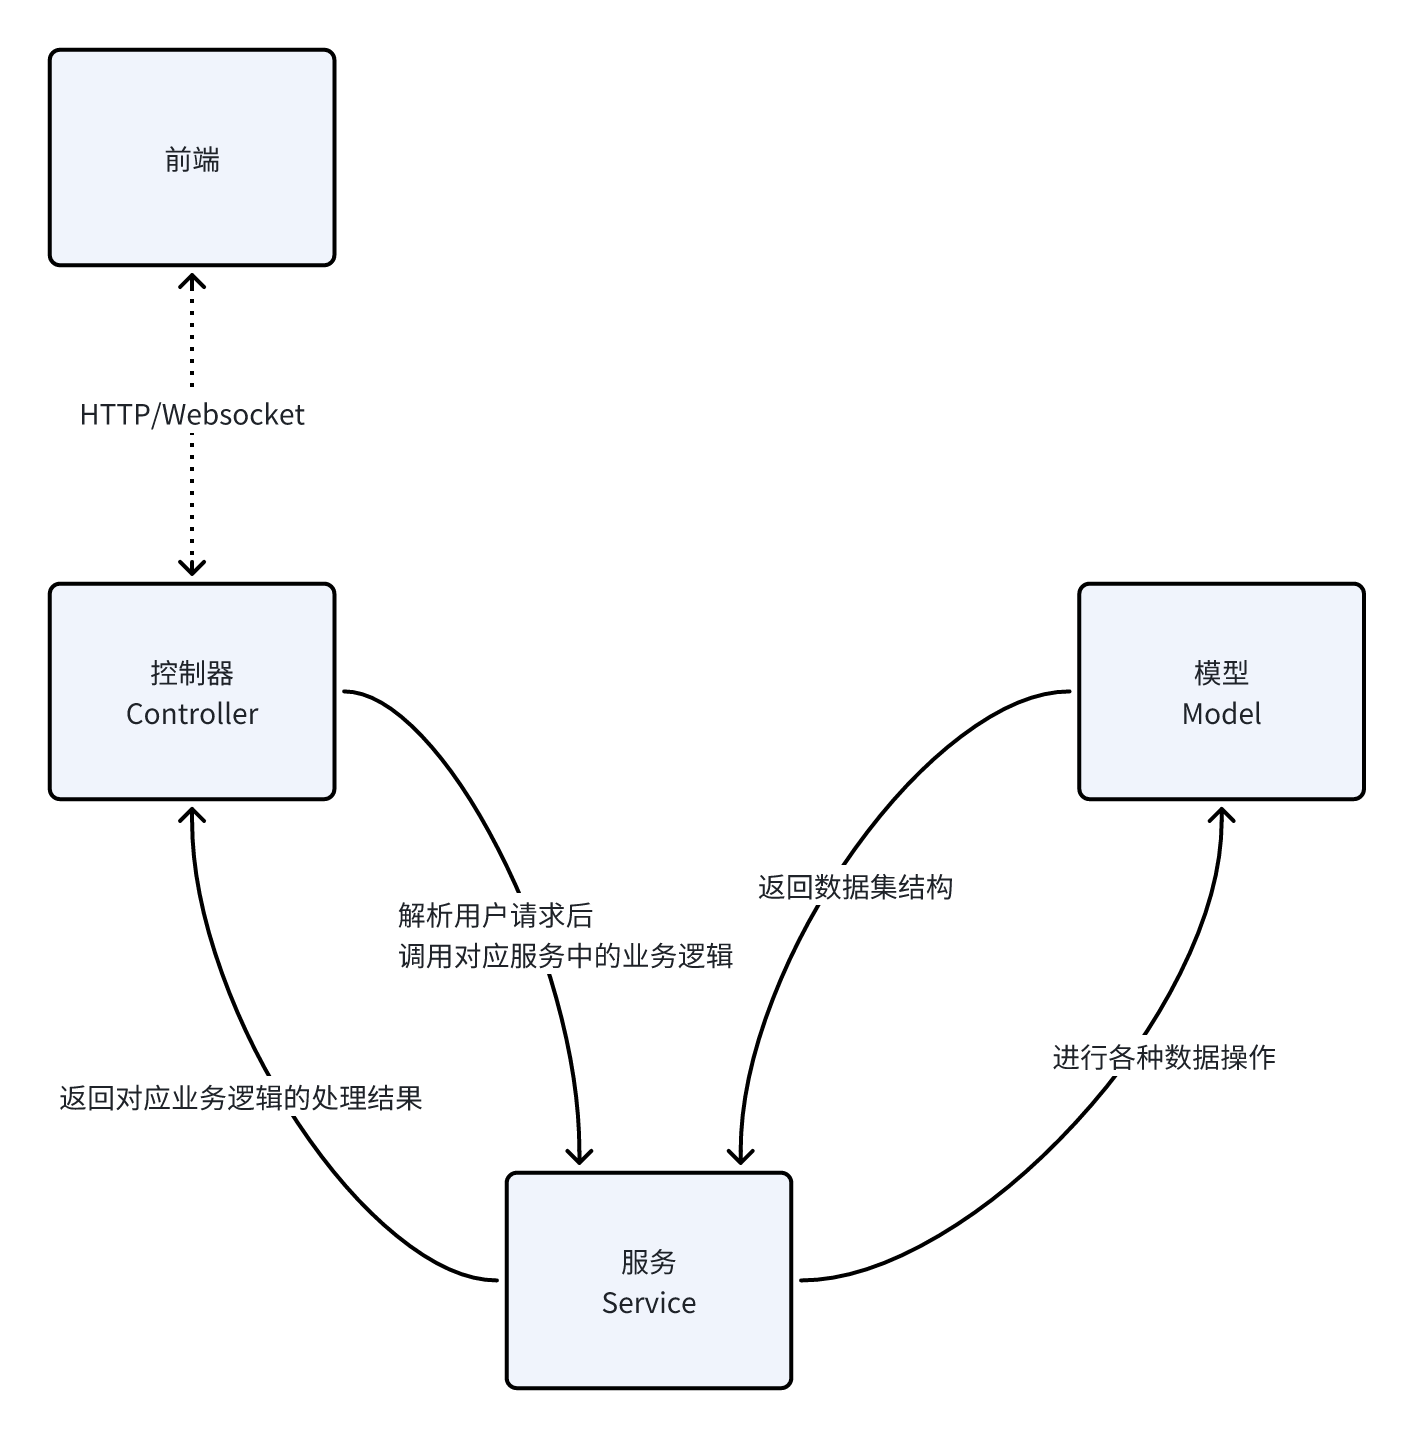 前端
HTTP/Websocket
控制器
Controller
模型
Model
返回数据集结构
解析用户请求后
调用对应服务中的业务逻辑
进行各种数据操作
返回对应业务逻辑的处理结果
服务
Service